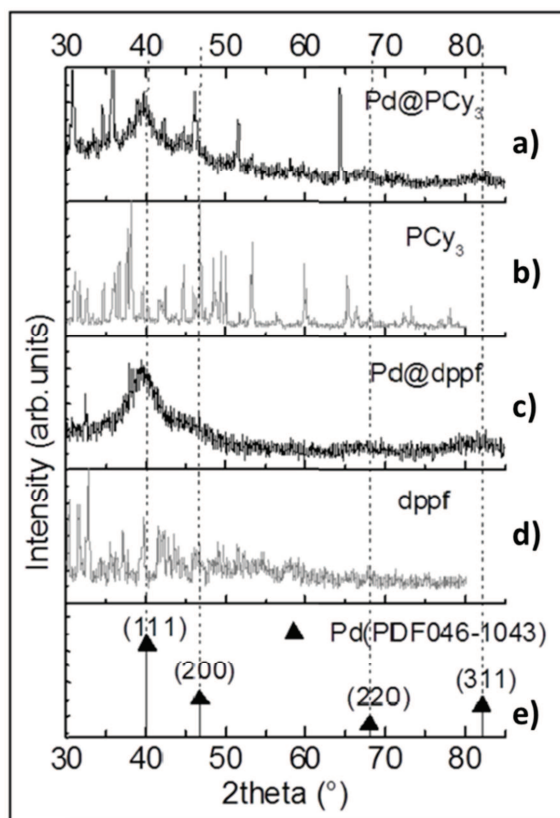 30 40 50 60 70 80
Pd@PCy3
a)
PCy3
b)
Pd@dppf
c)
dppf
d)
Intensity (arb. units)
Pd(PDF046-1043)
(111)
(200)
(220)
(311)
e)
30 40 50 60 70 80
2theta (°)